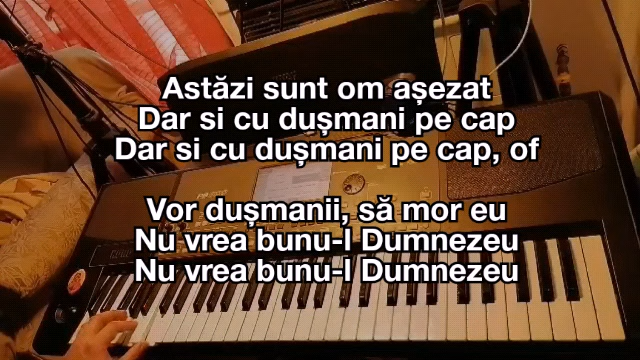 Astăzi sunt om așezat
Dar si cu dușmani pe cap
Dar si cu dușmani pe cap, of
Vor dușmanii, să mor eu
Nu vrea bunu-l Dumnezeu
Nu vrea bunu-l Dumnezeu